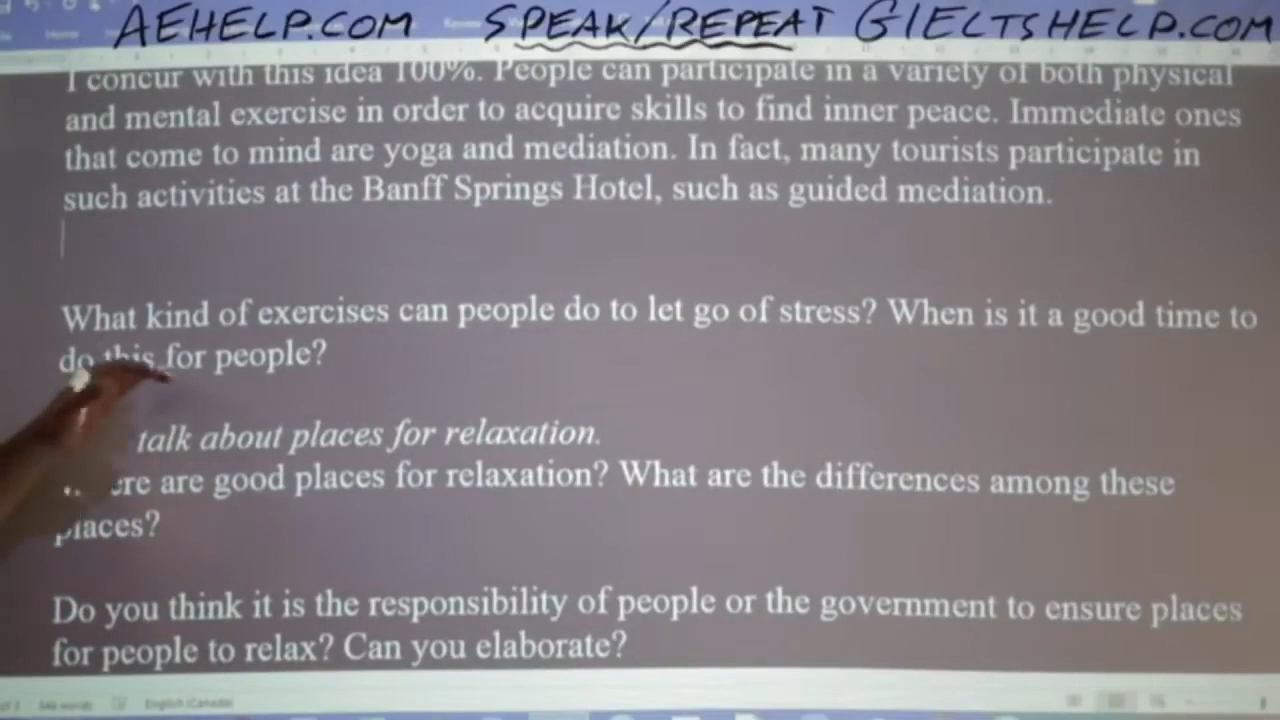 AEHELP.COM SPEAK/REPEAT GIELTSHELP.COM
I concur with this idea 100%. People can participate in a variety of both physical
and mental exercise in order to acquire skills to find inner peace. Immediate ones
that come to mind are yoga and mediation. In fact, many tourists participate in
such activities at the Banff Springs Hotel, such as guided mediation.
What kind of exercises can people do to let go of stress? When is it a good time to
do this for people?
talk about places for relaxation.
are good places for relaxation? What are the differences among these
places?
Do you think it is the responsibility of people or the government to ensure places
for people to relax? Can you elaborate?
English (Canada)